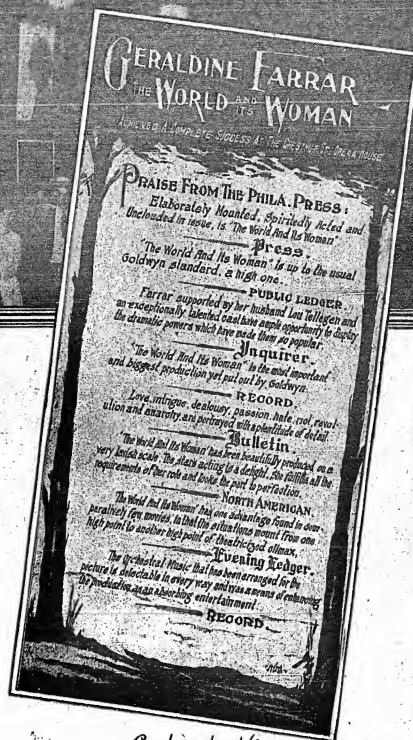 GERALDINE FARRAR
THE WORLD AND ITS WOMAN
ACHIEVED A COMPLETE SUCCESS AT THE CHESTNUT ST. OPERA HOUSE
PRAISE FROM THE PHILA. PRESS:
Elaborately Mounted, Spiritedly Acted and
Unclouded in issue, is "The World And Its Woman"
Press.
"The World And Its Woman" is up to the usual
Goldwyn standard, a high one.
PUBLIC LEDGER
Farrar supported by her husband Lou Tellegen and
an exceptionally talented cast have ample opportunity to display
the dramatic powers which have made them so popular.
Inquirer.
"The World And Its Woman" is the most important
and biggest production yet put out by Goldwyn.
RECORD.
Love, intrigue, jealousy, passion, hate, riot, revol-
ution and anarchy, are portrayed with a plentitude of detail.
Bulletin.
The World And Its Woman has been beautifully produced on a
very lavish scale. The stars acting is a delight. She fulfills all the
requirements of her role and looks the part to perfection.
NORTH AMERICAN.
The World And Its Woman has one advantage found in com-
paratively few movies, in that the situations mount from one
high point to another high point of theatricized climax.
Evening Ledger.
The orchestral music that has been arranged for the
picture is delectable in every way and was a means of enhancing
the production as an absorbing entertainment.
RECORD.